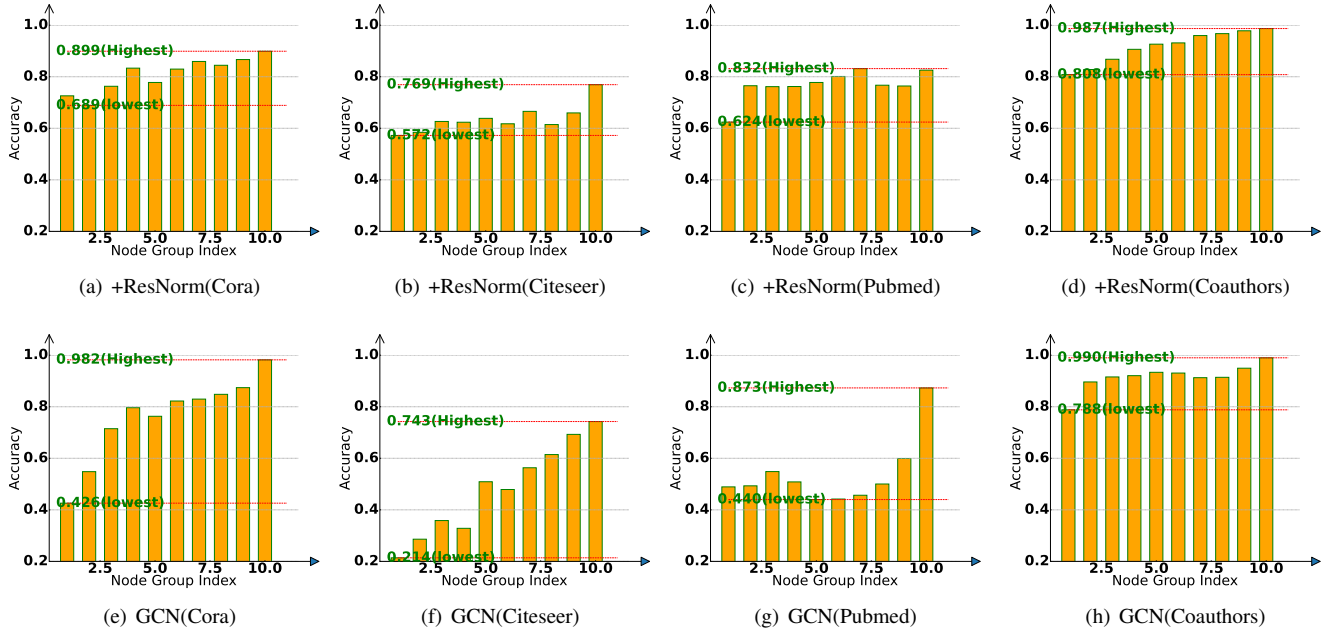 1.0
0.8
0.6
0.4
0.2
Accuracy
0.899(Highest)
0.689(lowest)
2.5 5.0 7.5 10.0
Node Group Index
(a) +ResNorm(Cora)
1.0
0.8
0.6
0.4
0.2
Accuracy
0.769(Highest)
0.572(lowest)
2.5 5.0 7.5 10.0
Node Group Index
(b) +ResNorm(Citeseer)
1.0
0.8
0.6
0.4
0.2
Accuracy
0.832(Highest)
0.624(lowest)
2.5 5.0 7.5 10.0
Node Group Index
(c) +ResNorm(Pubmed)
1.0
0.8
0.6
0.4
0.2
Accuracy
0.987(Highest)
0.808(lowest)
2.5 5.0 7.5 10.0
Node Group Index
(d) +ResNorm(Coauthors)
1.0
0.8
0.6
0.4
0.2
Accuracy
0.982(Highest)
0.426(lowest)
2.5 5.0 7.5 10.0
Node Group Index
(e) GCN(Cora)
1.0
0.8
0.6
0.4
0.2
Accuracy
0.743(Highest)
0.214(lowest)
2.5 5.0 7.5 10.0
Node Group Index
(f) GCN(Citeseer)
1.0
0.8
0.6
0.4
0.2
Accuracy
0.873(Highest)
0.440(lowest)
2.5 5.0 7.5 10.0
Node Group Index
(g) GCN(Pubmed)
1.0
0.8
0.6
0.4
0.2
Accuracy
0.990(Highest)
0.788(lowest)
2.5 5.0 7.5 10.0
Node Group Index
(h) GCN(Coauthors)